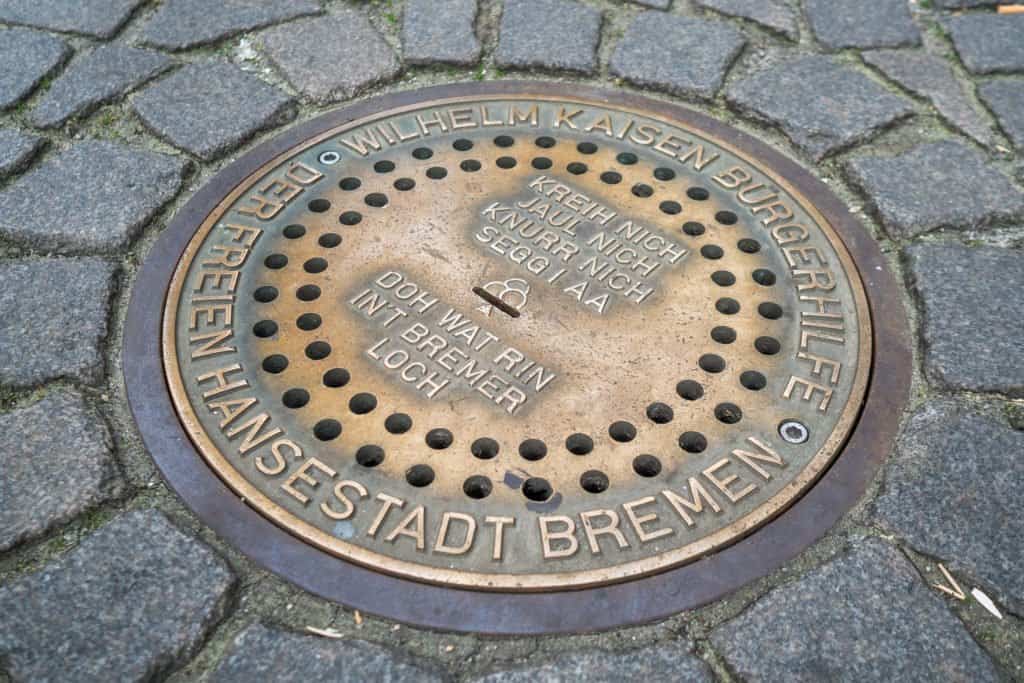 WILHELM KAISEN BÜRGERHILFE
DER FREIEN HANSESTADT BREMEN
KREIH NICH
JAUL NICH
KNURR NICH
SEGG I AA
DOH WAT RIN
INT BREMER
LOCH